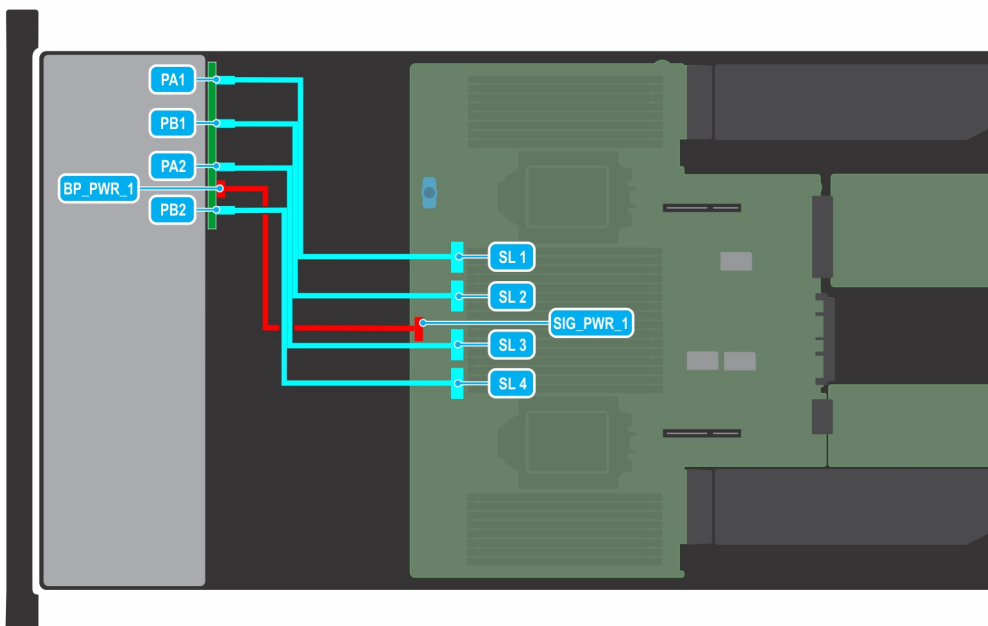 PA1
PB1
PA2
BP_PWR_1
PB2
SL 1
SL 2
SIG_PWR_1
SL 3
SL 4